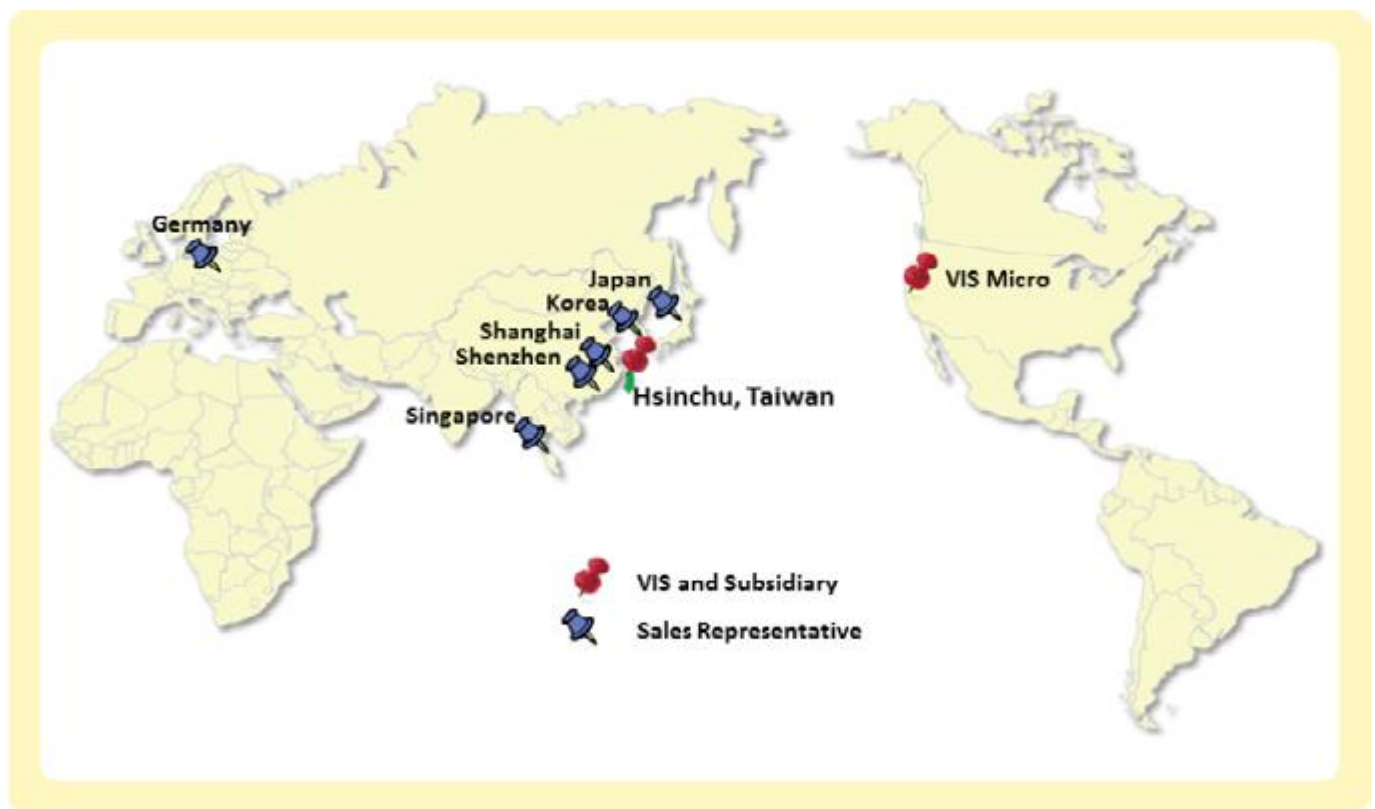 Germany
Japan
Korea
Shanghai
Shenzhen
Singapore
Hsinchu, Taiwan
VIS Micro
VIS and Subsidiary
Sales Representative